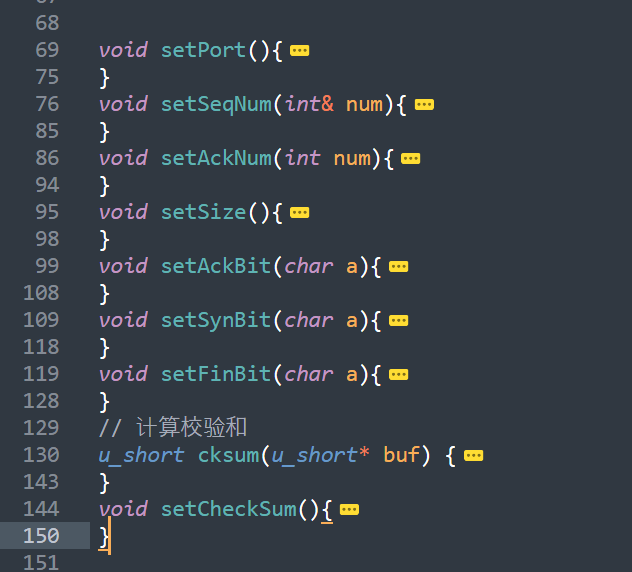 68
69 void setPort(){
75 }
76 void setSeqNum(int& num){
85 }
86 void setAckNum(int num){
94 }
95 void setSize(){
98 }
99 void setAckBit(char a){
108 }
109 void setSynBit(char a){
118 }
119 void setFinBit(char a){
128 }
129 // 计算校验和
130 u_short cksum(u_short* buf) {
143 }
144 void setCheckSum(){
150 }
151